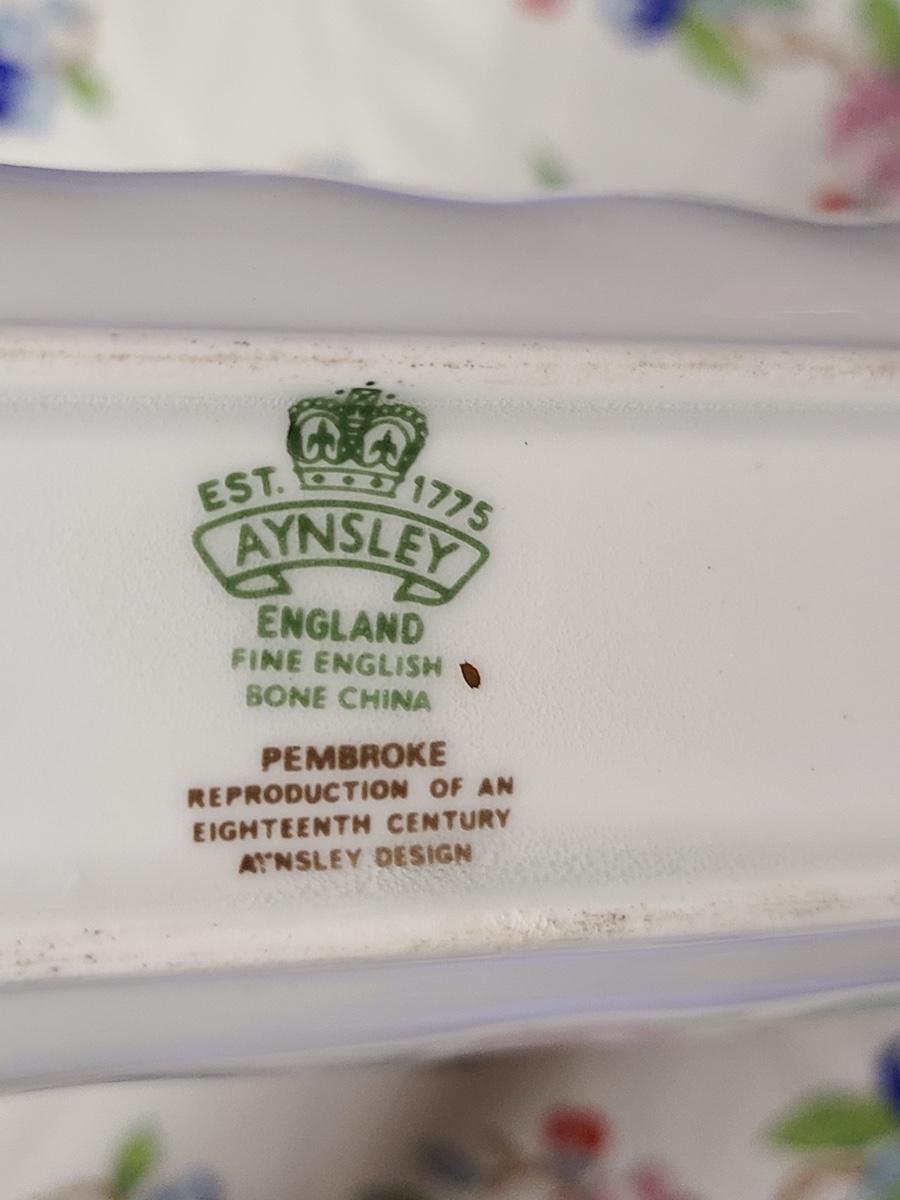 EST. 1775
AYNSLEY
ENGLAND
FINE ENGLISH
BONE CHINA
PEMBROKE
REPRODUCTION OF AN
EIGHTEENTH CENTURY
AYNSLEY DESIGN